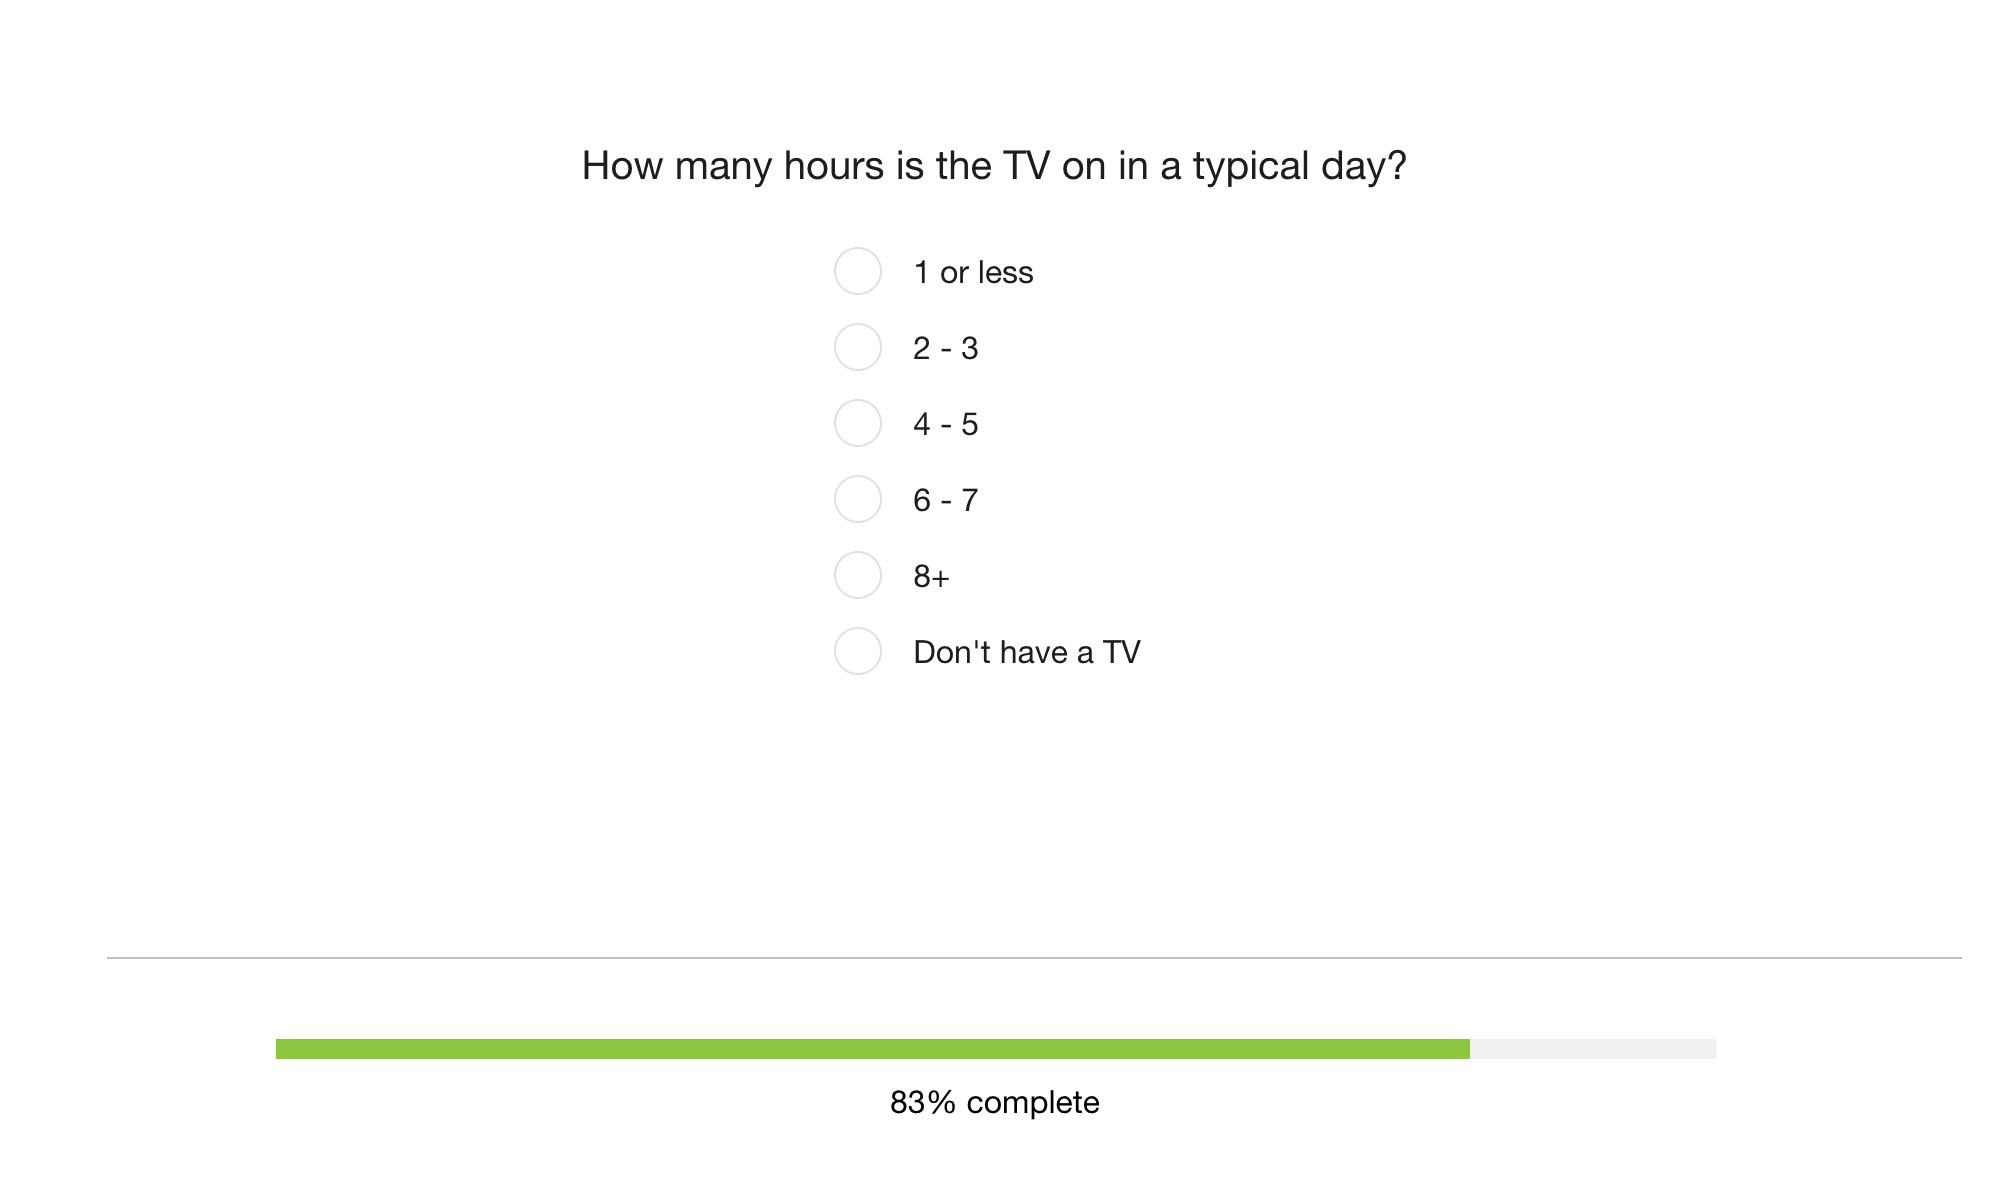 How many hours is the TV on in a typical day?
1 or less
2 - 3
4 - 5
6 - 7
8+
Don't have a TV
83% complete